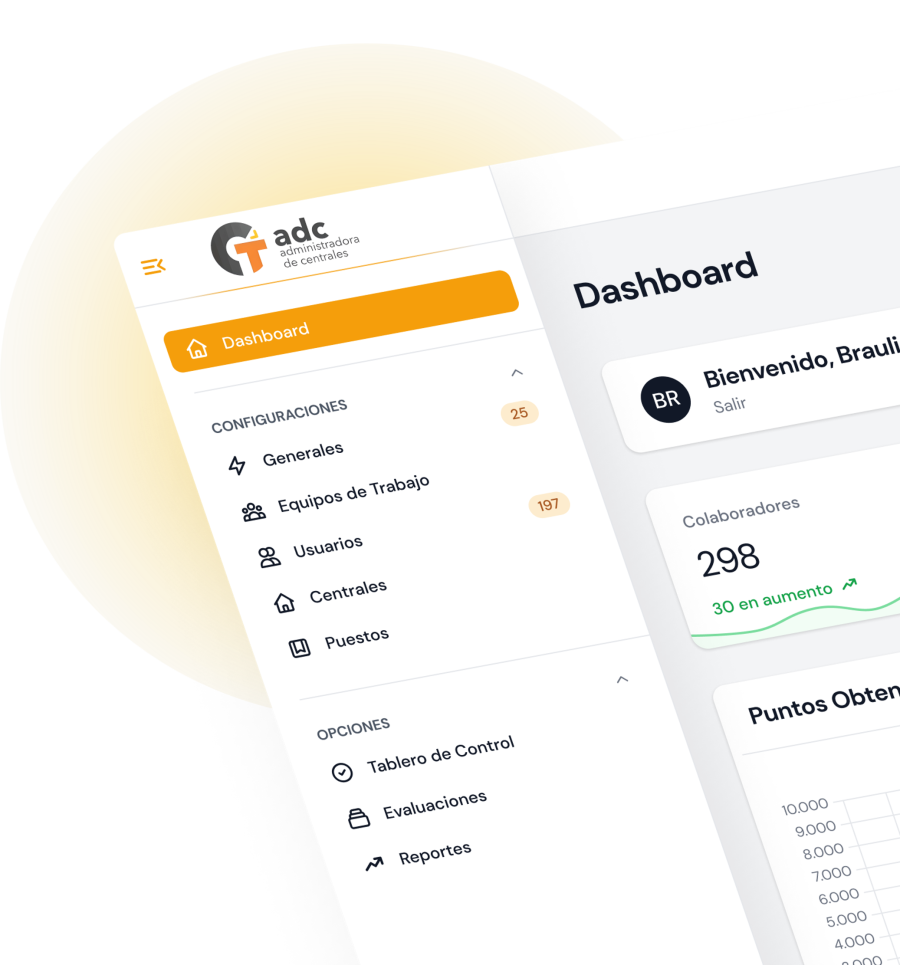 adc
administradora
de centrales
Dashboard
CONFIGURACIONES
Generales
25
Equipos de Trabajo
Usuarios
197
Centrales
Puestos
OPCIONES
Tablero de Control
Evaluaciones
Reportes
Dashboard
BR
Bienvenido, Brauli
Salir
Colaboradores
298
30 en aumento
Puntos Obten
10.000
9.000
8.000
7.000
6.000
5.000
4.000